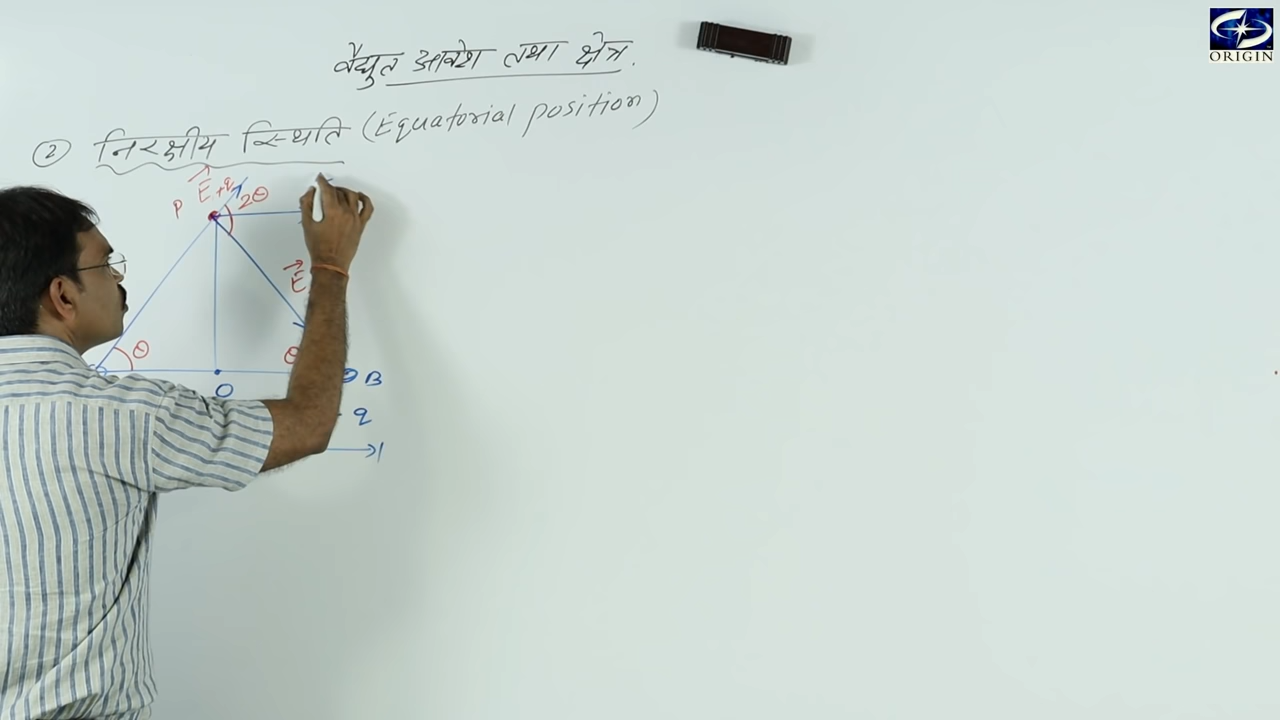 वैद्युत आवेश तथा क्षेत्र.
ORIGIN
② निरक्षीय स्थिति (Equatorial position)
E+q
P
2θ
E
θ
θ
B
O
q